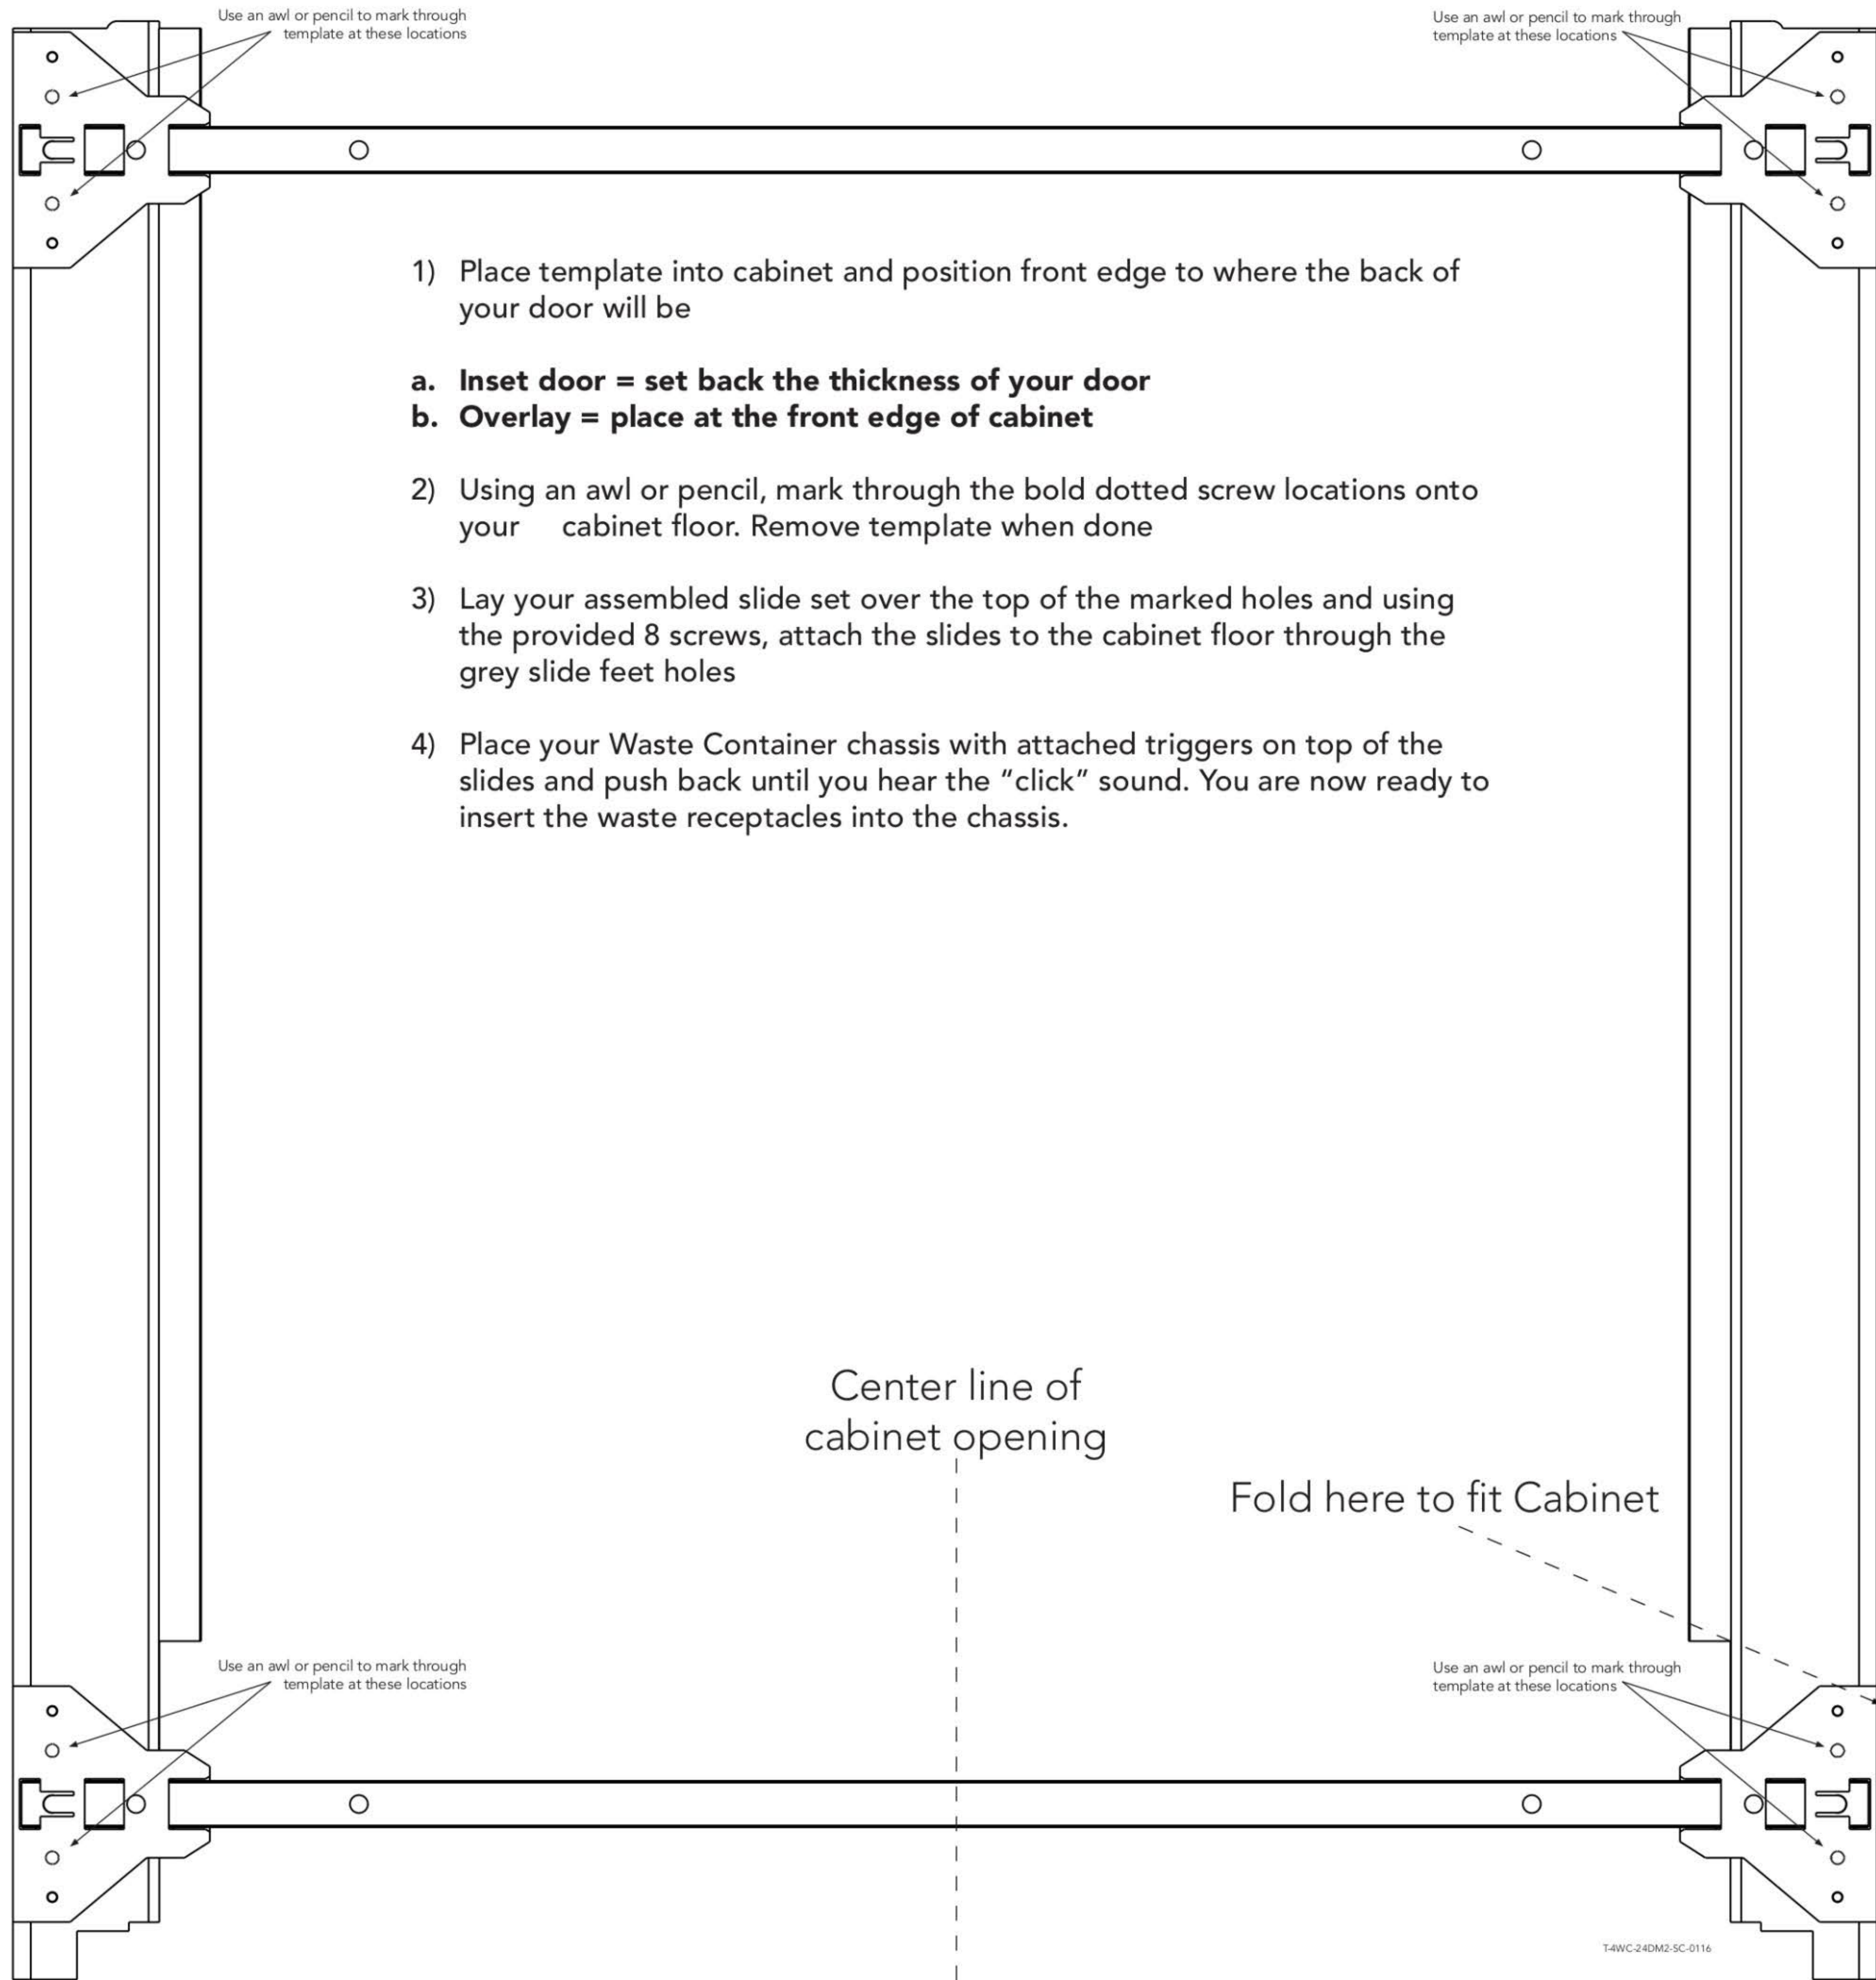 Use an awl or pencil to mark through
template at these locations
Use an awl or pencil to mark through
template at these locations
1) Place template into cabinet and position front edge to where the back of
your door will be
a. Inset door = set back the thickness of your door
b. Overlay = place at the front edge of cabinet
2) Using an awl or pencil, mark through the bold dotted screw locations onto
your cabinet floor. Remove template when done
3) Lay your assembled slide set over the top of the marked holes and using
the provided 8 screws, attach the slides to the cabinet floor through the
grey slide feet holes
4) Place your Waste Container chassis with attached triggers on top of the
slides and push back until you hear the “click” sound. You are now ready to
insert the waste receptacles into the chassis.
Center line of
cabinet opening
Fold here to fit Cabinet
Use an awl or pencil to mark through
template at these locations
Use an awl or pencil to mark through
template at these locations
T-4WC-24DM2-SC-0116